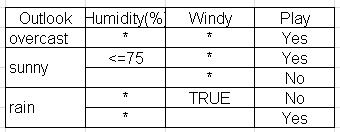 Outlook Humidity(%) Windy Play
overcast * * Yes
sunny <=75 * Yes
* No
rain * TRUE No
* Yes